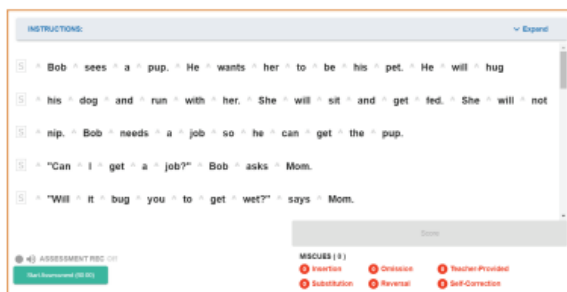 INSTRUCTIONS: Expand
S ^ Bob ^ sees ^ a ^ pup. ^ He ^ wants ^ her ^ to ^ be ^ his ^ pet. ^ He ^ will ^ hug
S ^ his ^ dog ^ and ^ run ^ with ^ her. ^ She ^ will ^ sit ^ and ^ get ^ fed. ^ She ^ will ^ not
S ^ nip. ^ Bob ^ needs ^ a ^ job ^ so ^ he ^ can ^ get ^ the ^ pup.
S ^ "Can ^ I ^ get ^ a ^ job?" ^ Bob ^ asks ^ Mom.
S ^ "Will ^ it ^ bug ^ you ^ to ^ get ^ wet?" ^ says ^ Mom.
ASSESSMENT REC Off
Start Assessment (00:00)
MISCUES ( 0 )
0 Insertion 0 Omission 0 Teacher-Provided
0 Substitution 0 Reversal 0 Self-Correction